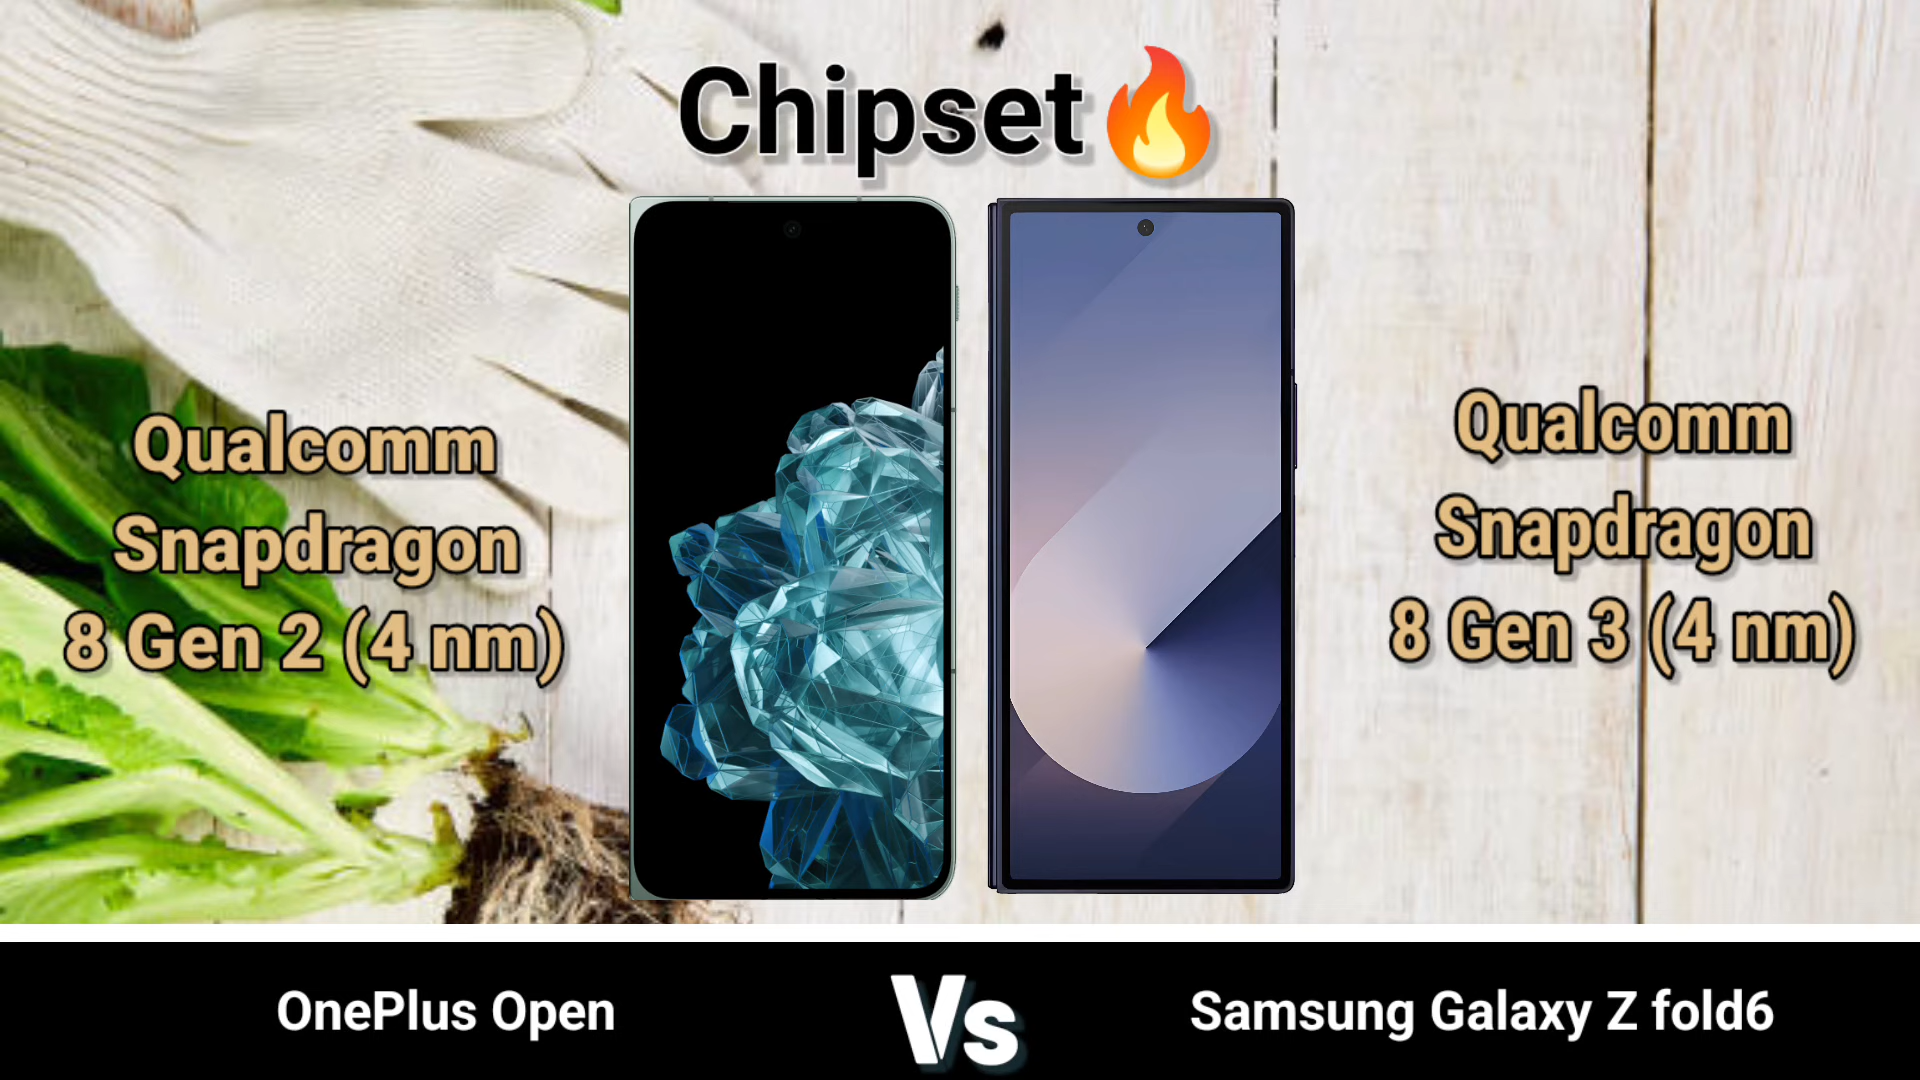 Chipset🔥
Qualcomm
Snapdragon
8 Gen 2 (4 nm)
Qualcomm
Snapdragon
8 Gen 3 (4 nm)
OnePlus Open
Vs
Samsung Galaxy Z fold6